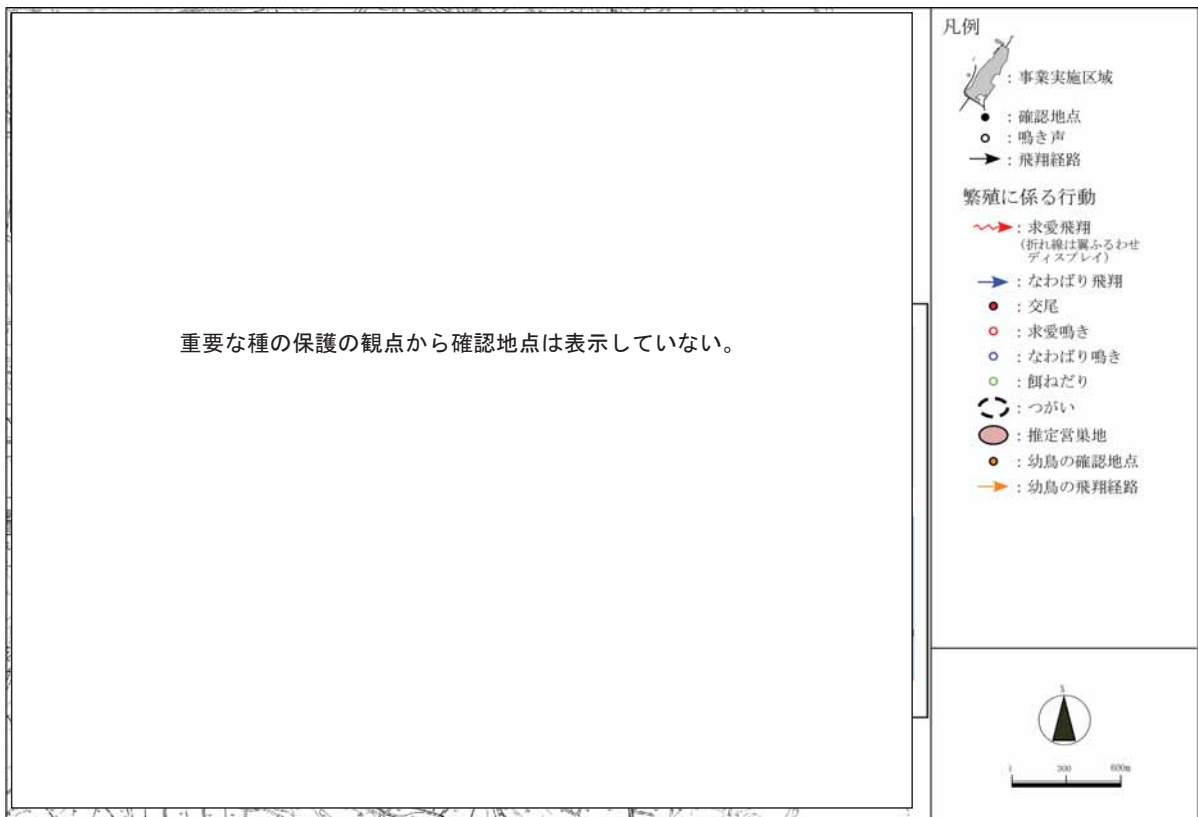 重要な種の保護の観点から確認地点は表示していない。
凡例
：事業実施区域
：確認地点
：鳴き声
：飛翔経路
繁殖に係る行動
：求愛飛翔
(折れ線は翼ふるわせ
ディスプレイ)
：なわばり飛翔
：交尾
：求愛鳴き
：なわばり鳴き
：餌ねだり
：つがい
：推定営巣地
：幼鳥の確認地点
：幼鳥の飛翔経路
N
300
600m